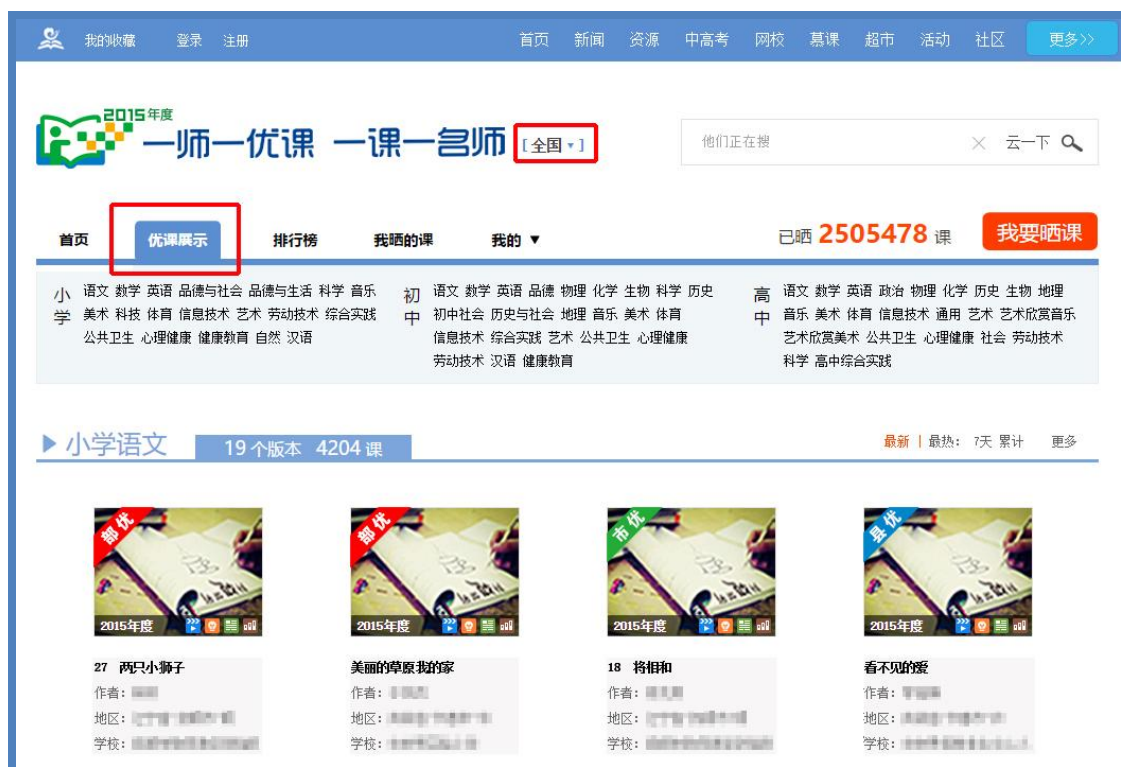 我的收藏 登录 注册 首页 新闻 资源 中高考 网校 慕课 超市 活动 社区 更多>>
2015年度
一师一优课 一课一名师 [全国▼] 他们正在搜 × 云一下
首页 优课展示 排行榜 我晒的课 我的 ▼ 已晒 2505478 课 我要晒课
小学 语文 数学 英语 品德与社会 品德与生活 科学 音乐
美术 科技 体育 信息技术 艺术 劳动技术 综合实践
公共卫生 心理健康 健康教育 自然 汉语
初中 语文 数学 英语 品德 物理 化学 生物 科学 历史
初中社会 历史与社会 地理 音乐 美术 体育
信息技术 综合实践 艺术 公共卫生 心理健康
劳动技术 汉语 健康教育
高中 语文 数学 英语 政治 物理 化学 历史 生物 地理
音乐 美术 体育 信息技术 通用 艺术 艺术欣赏音乐
艺术欣赏美术 公共卫生 心理健康 社会 劳动技术
科学 高中综合实践
小学语文 19个版本 4204课 最新 | 最热: 7天 累计 更多
部优 部优 市优 县优
2015年度 2015年度 2015年度 2015年度
27 两只小狮子 美丽的草原我的家 18 将相和 看不见的爱
作者: 作者: 作者: 作者:
地区: 地区: 地区: 地区:
学校: 学校: 学校: 学校: